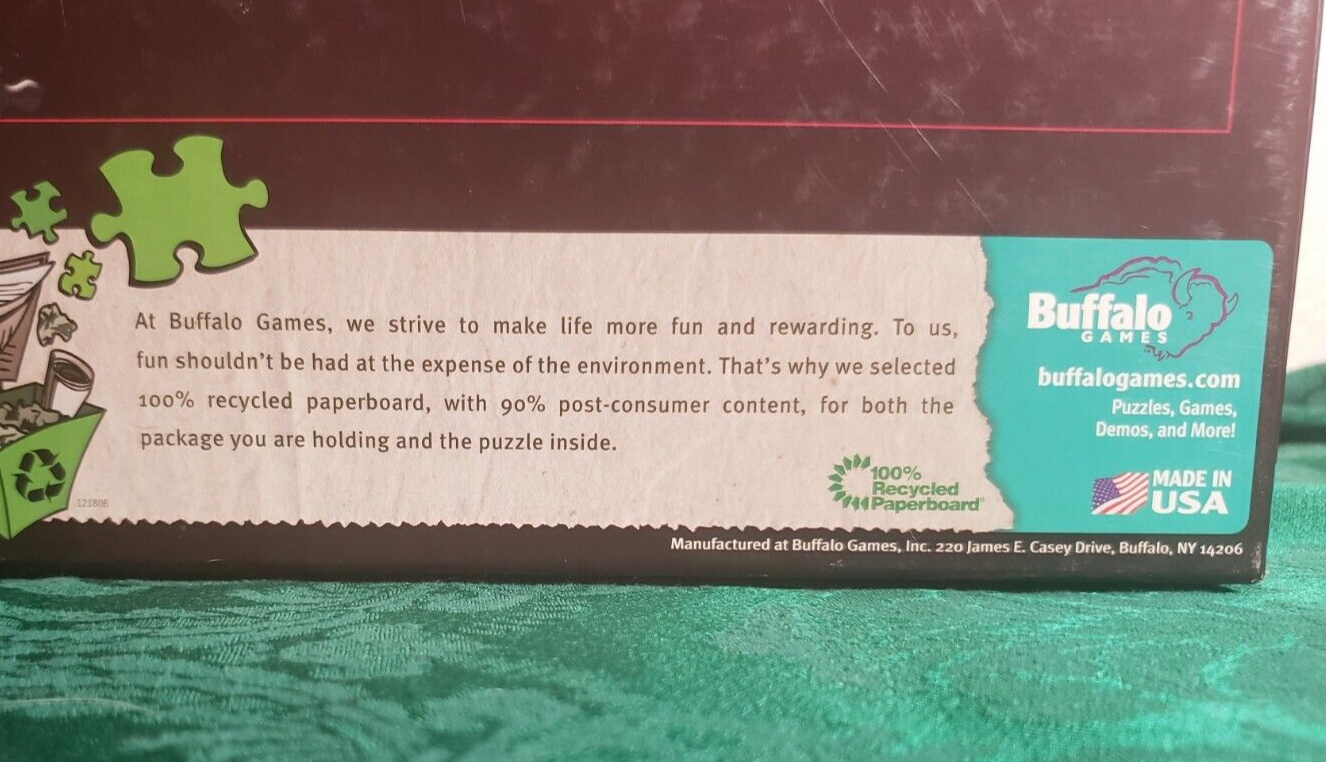 At Buffalo Games, we strive to make life more fun and rewarding. To us,
fun shouldn't be had at the expense of the environment. That's why we selected
100% recycled paperboard, with 90% post-consumer content, for both the
package you are holding and the puzzle inside.
100%
Recycled
Paperboard
121806
Buffalo
GAMES
buffalogames.com
Puzzles, Games,
Demos, and More!
MADE IN
USA
Manufactured at Buffalo Games, Inc. 220 James E. Casey Drive, Buffalo, NY 14206